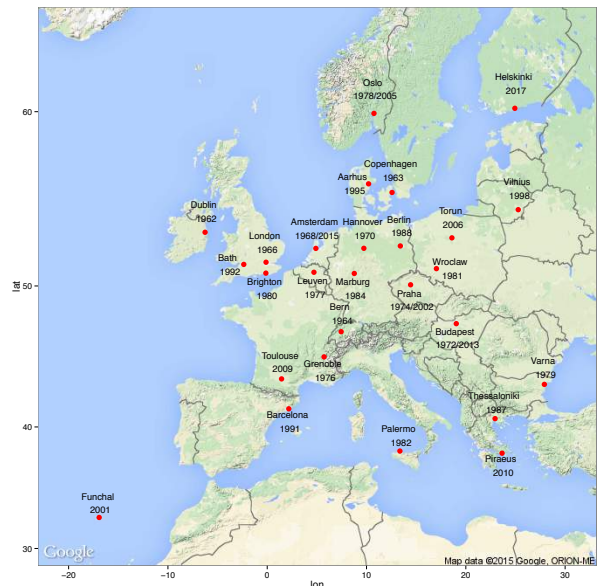 Oslo
1978/2005
Helskinki
2017
60
Copenhagen
1963
Aarhus
1995
Vilnius
1998
Dublin
1962
Torun
2006
Amsterdam
1968/2015
Hannover
1970
Berlin
1988
London
1966
Bath
1992
Wroclaw
1981
Brighton
1980
Leuven
1977
Marburg
1984
50
lat
Praha
1974/2002
Bern
1964
Budapest
1972/2013
Toulouse
2009
Grenoble
1976
Varna
1979
Thessaloniki
1987
Barcelona
1991
40
Palermo
1982
Piraeus
2010
Funchal
2001
30
Google
Map data ©2015 Google, ORION-ME
−20
−10
0
10
20
30
lon